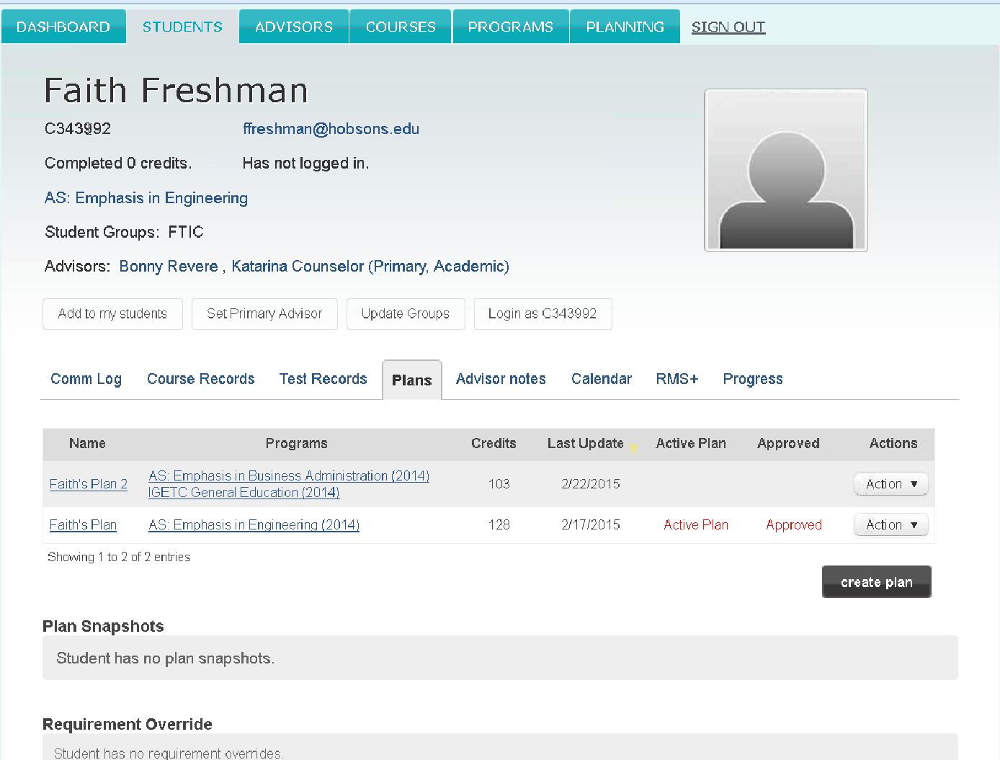 DASHBOARD STUDENTS ADVISORS COURSES PROGRAMS PLANNING SIGN OUT
Faith Freshman
C343992 ffreshman@hobsons.edu
Completed 0 credits. Has not logged in.
AS: Emphasis in Engineering
Student Groups: FTIC
Advisors: Bonny Revere , Katarina Counselor (Primary, Academic)
Add to my students Set Primary Advisor Update Groups Login as C343992
Comm Log Course Records Test Records Plans Advisor notes Calendar RMS+ Progress
Name Programs Credits Last Update Active Plan Approved Actions
Faith's Plan 2 AS: Emphasis in Business Administration (2014) 103 2/22/2015 Action ▼
IGETC General Education (2014)
Faith's Plan AS: Emphasis in Engineering (2014) 128 2/17/2015 Active Plan Approved Action ▼
Showing 1 to 2 of 2 entries
create plan
Plan Snapshots
Student has no plan snapshots.
Requirement Override
Student has no requirement overrides.